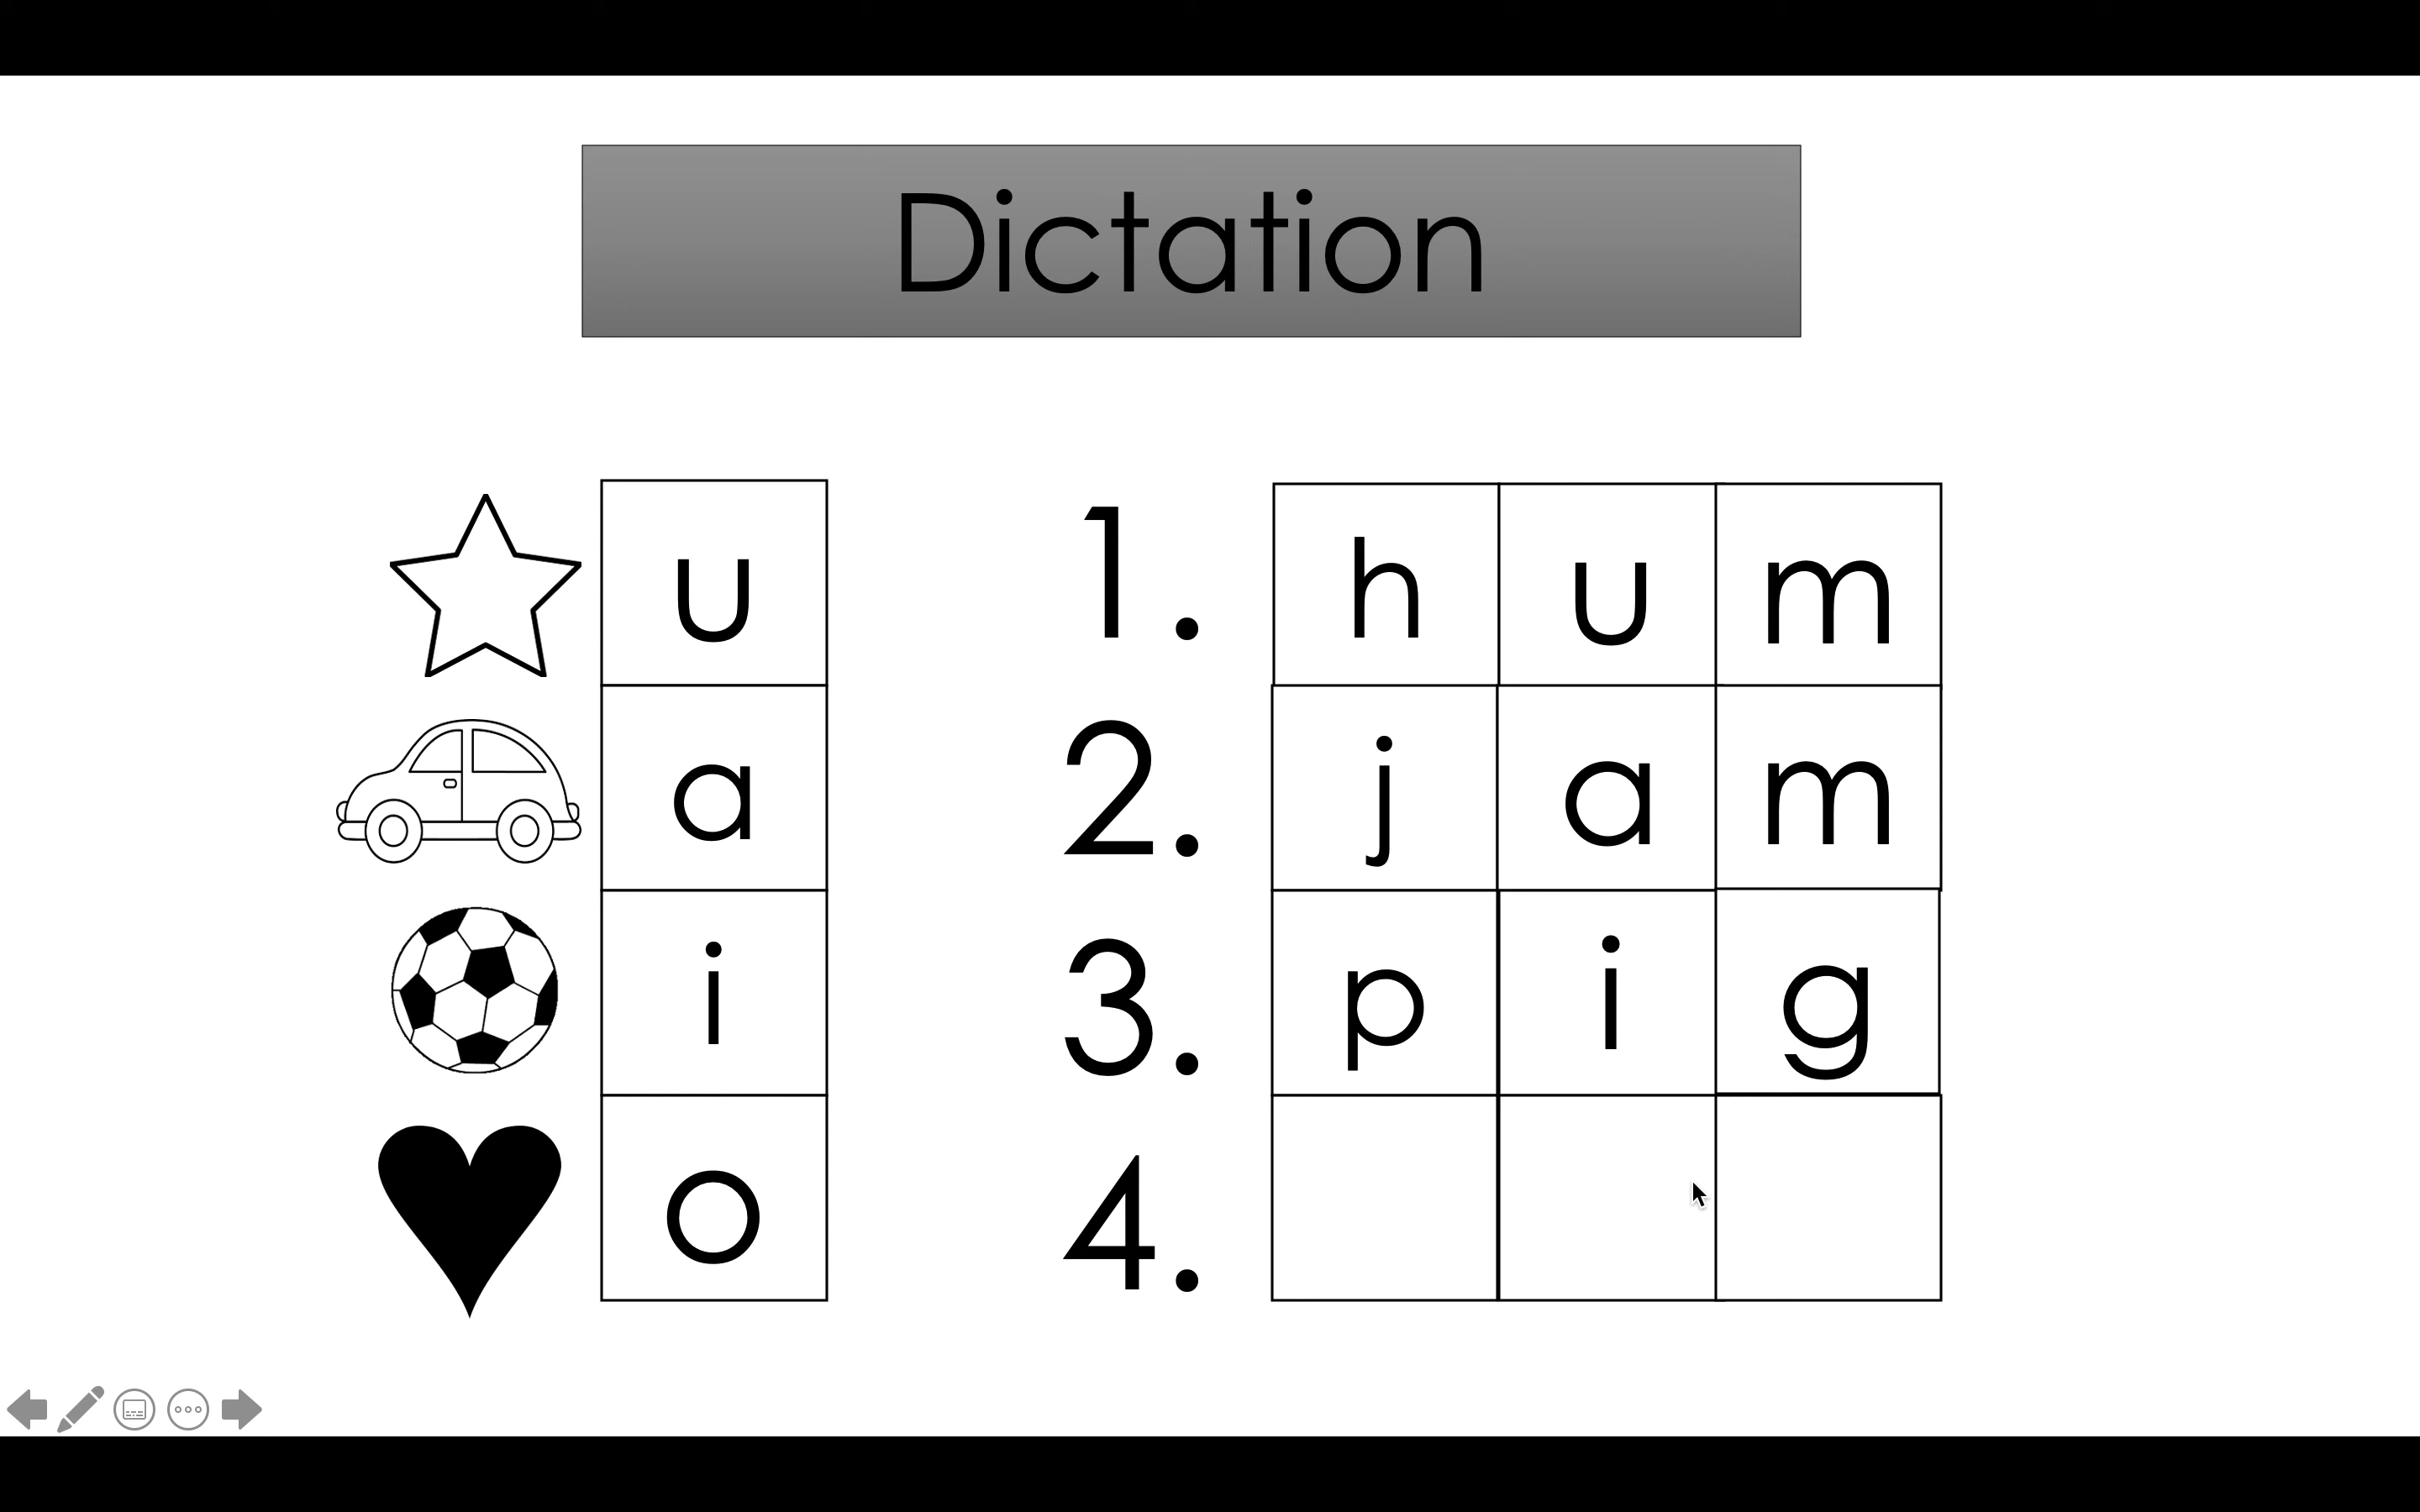 Dictation
u
a
i
o
1. h u m
2. j a m
3. p i g
4.